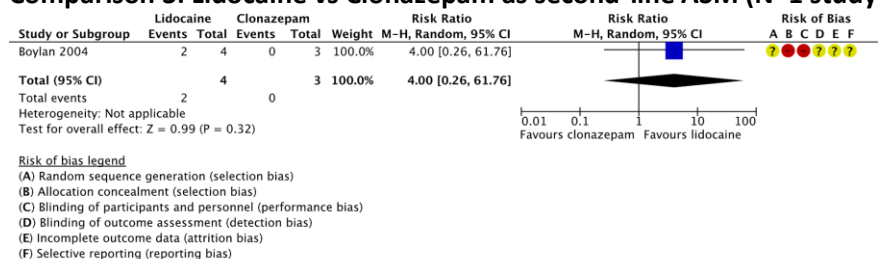 Comparison 3: Lidocaine vs Clonazepam as second-line ASM (N=1 study
Lidocaine Clonazepam Risk Ratio Risk Ratio Risk of Bias
Study or Subgroup Events Total Events Total Weight M-H, Random, 95% CI M-H, Random, 95% CI A B C D E F
Boylan 2004 2 4 0 3 100.0% 4.00 [0.26, 61.76] ? - - ? ? ?
Total (95% CI) 4 3 100.0% 4.00 [0.26, 61.76]
Total events 2 0
Heterogeneity: Not applicable
Test for overall effect: Z = 0.99 (P = 0.32)
0.01 0.1 1 10 100
Favours clonazepam Favours lidocaine
Risk of bias legend
(A) Random sequence generation (selection bias)
(B) Allocation concealment (selection bias)
(C) Blinding of participants and personnel (performance bias)
(D) Blinding of outcome assessment (detection bias)
(E) Incomplete outcome data (attrition bias)
(F) Selective reporting (reporting bias)